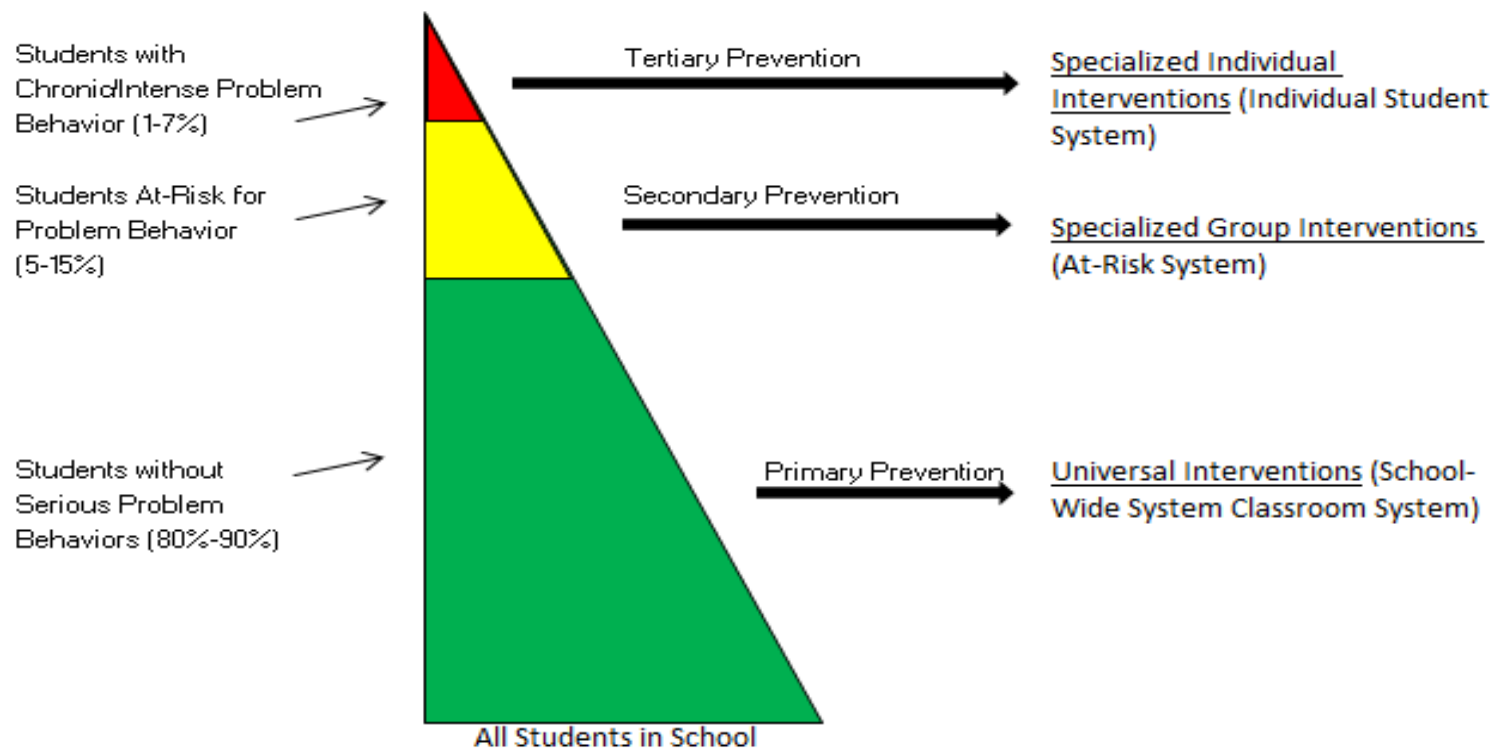 Students with
Chronic/Intense Problem
Behavior (1-7%)
Tertiary Prevention
Specialized Individual
Interventions (Individual Student
System)
Students At-Risk for
Problem Behavior
(5-15%)
Secondary Prevention
Specialized Group Interventions
(At-Risk System)
Students without
Serious Problem
Behaviors (80%-90%)
Primary Prevention
Universal Interventions (School-
Wide System Classroom System)
All Students in School